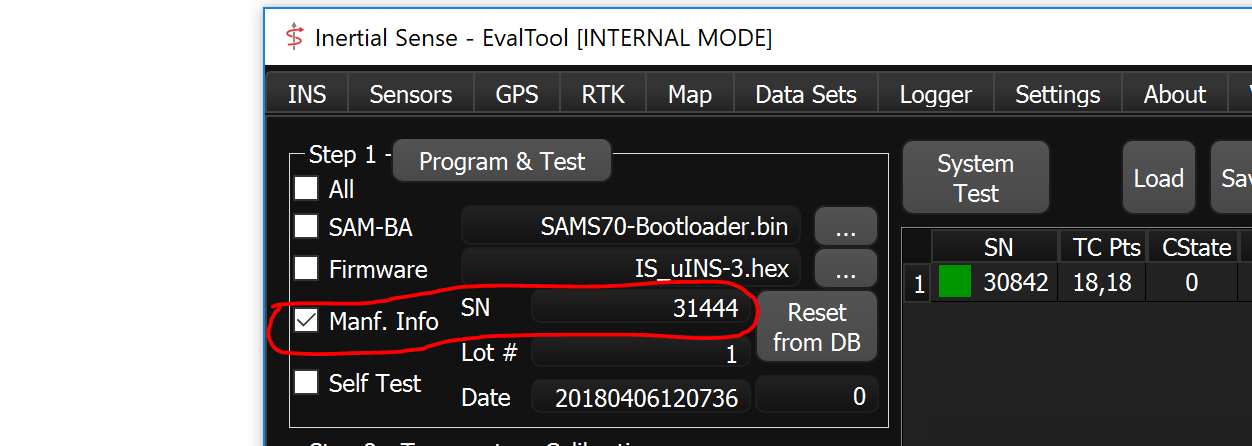 Inertial Sense - EvalTool [INTERNAL MODE]
INS Sensors GPS RTK Map Data Sets Logger Settings About
Step 1 - Program & Test
All
SAM-BA SAMS70-Bootloader.bin ...
Firmware IS_uINS-3.hex ...
Manf. Info SN 31444
Reset from DB
Lot # 1
Self Test
Date 20180406120736 0
System Test
Load
SN TC Pts CState
1 30842 18,18 0